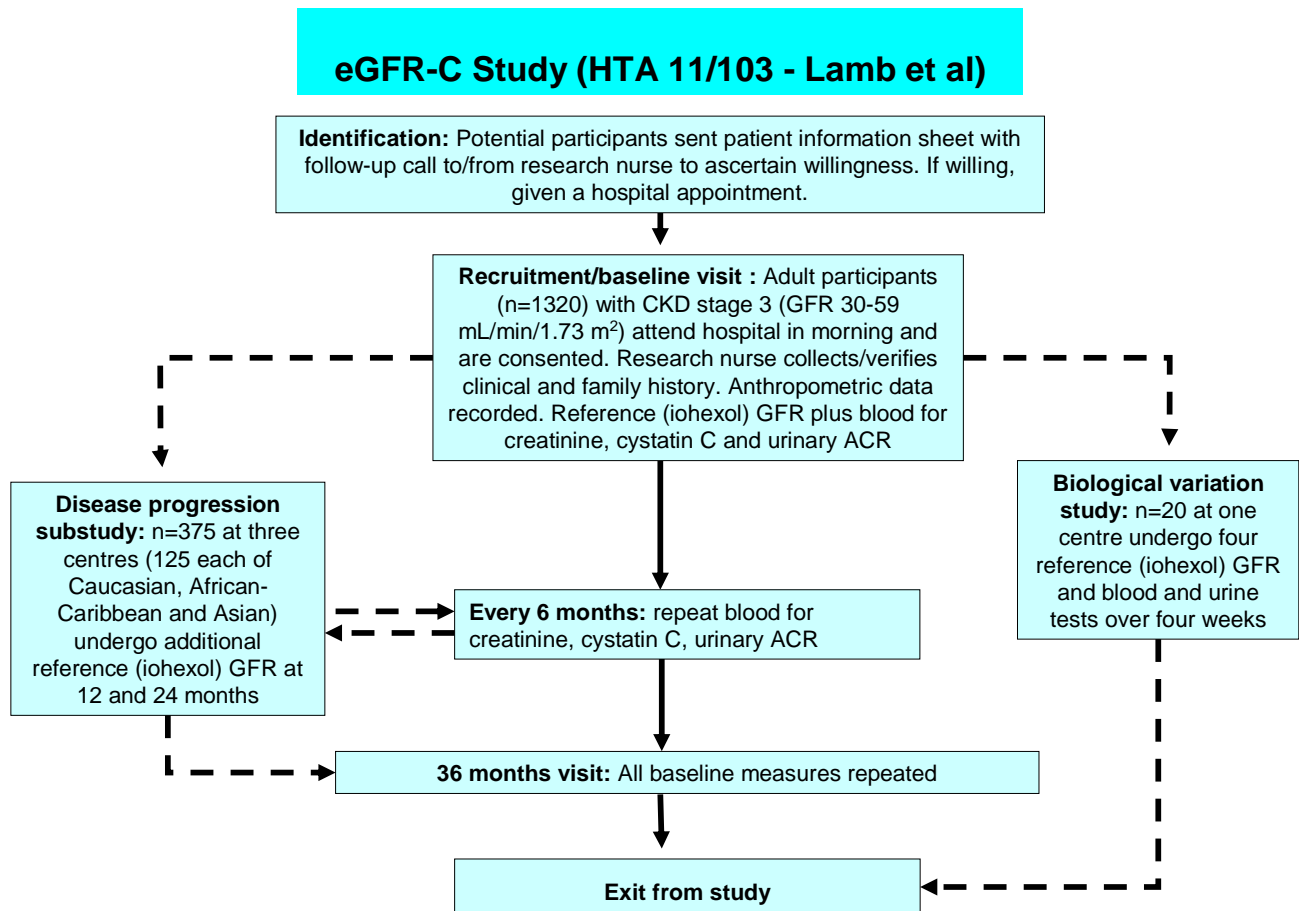 eGFR-C Study (HTA 11/103 - Lamb et al)
Identification: Potential participants sent patient information sheet with
follow-up call to/from research nurse to ascertain willingness. If willing,
given a hospital appointment.
Recruitment/baseline visit : Adult participants
(n=1320) with CKD stage 3 (GFR 30-59
mL/min/1.73 m²) attend hospital in morning and
are consented. Research nurse collects/verifies
clinical and family history. Anthropometric data
recorded. Reference (iohexol) GFR plus blood for
creatinine, cystatin C and urinary ACR
Disease progression
substudy: n=375 at three
centres (125 each of
Caucasian, African-
Caribbean and Asian)
undergo additional
reference (iohexol) GFR at
12 and 24 months
Biological variation
study: n=20 at one
centre undergo four
reference (iohexol) GFR
and blood and urine
tests over four weeks
Every 6 months: repeat blood for
creatinine, cystatin C, urinary ACR
36 months visit: All baseline measures repeated
Exit from study